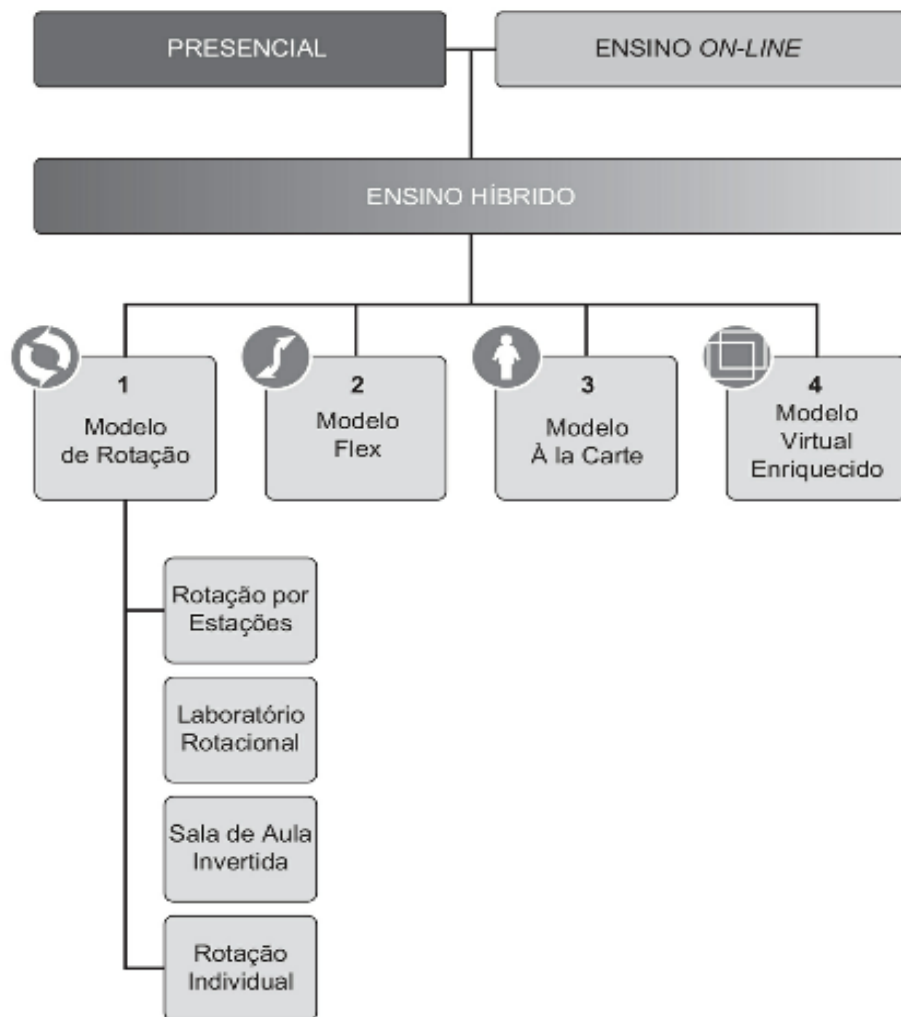 PRESENCIAL
ENSINO ON-LINE
ENSINO HÍBRIDO
1
Modelo
de Rotação
2
Modelo
Flex
3
Modelo
À la Carte
4
Modelo
Virtual
Enriquecido
Rotação por
Estações
Laboratório
Rotacional
Sala de Aula
Invertida
Rotação
Individual